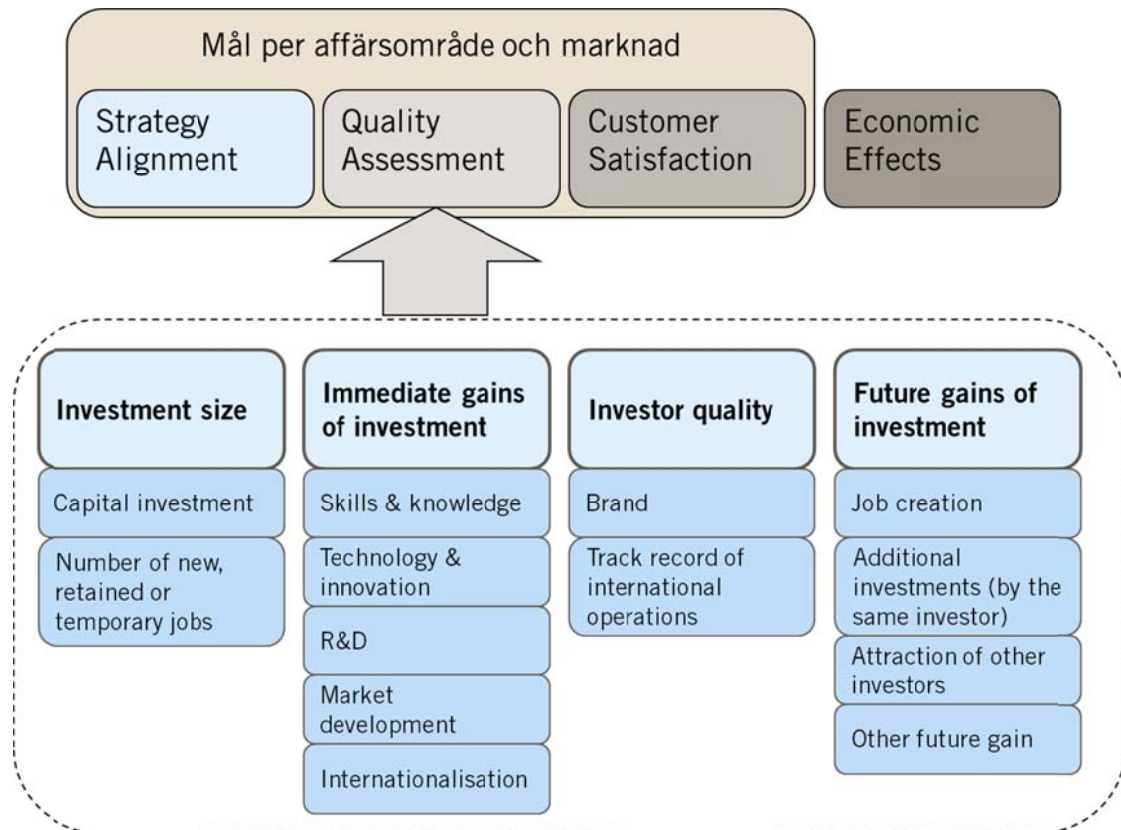 Mål per affärsområde och marknad
Strategy
Alignment
Quality
Assessment
Customer
Satisfaction
Economic
Effects
Investment size
Capital investment
Number of new,
retained or
temporary jobs
Immediate gains
of investment
Skills & knowledge
Technology &
innovation
R&D
Market
development
Internationalisation
Investor quality
Brand
Track record of
international
operations
Future gains of
investment
Job creation
Additional
investments (by the
same investor)
Attraction of other
investors
Other future gain